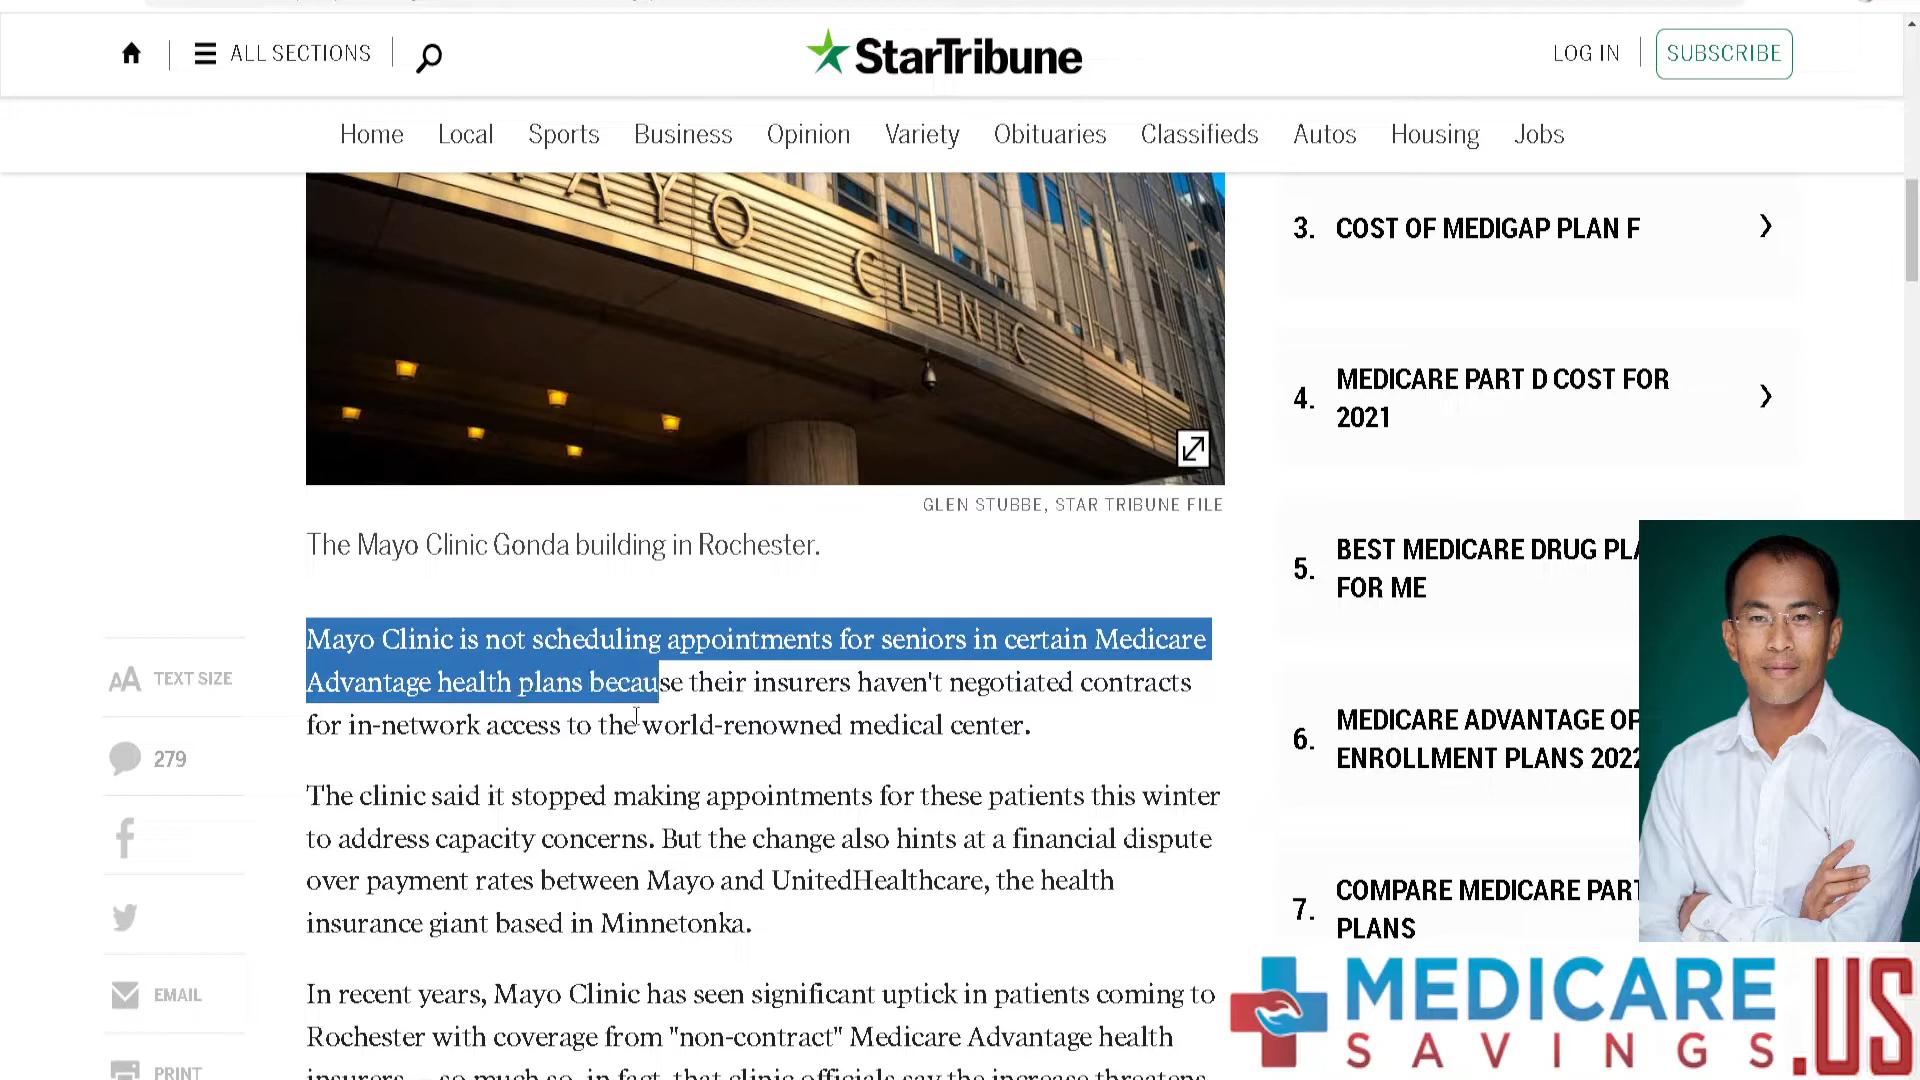 ALL SECTIONS
StarTribune
LOG IN
SUBSCRIBE
Home Local Sports Business Opinion Variety Obituaries Classifieds Autos Housing Jobs
MAYO CLINIC
GLEN STUBBE, STAR TRIBUNE FILE
The Mayo Clinic Gonda building in Rochester.
Mayo Clinic is not scheduling appointments for seniors in certain Medicare
Advantage health plans because their insurers haven't negotiated contracts
for in-network access to the world-renowned medical center.
The clinic said it stopped making appointments for these patients this winter
to address capacity concerns. But the change also hints at a financial dispute
over payment rates between Mayo and UnitedHealthcare, the health
insurance giant based in Minnetonka.
In recent years, Mayo Clinic has seen significant uptick in patients coming to
Rochester with coverage from "non-contract" Medicare Advantage health
insurers — so much so, in fact, that clinic officials say the increase threatens
TEXT SIZE
279
EMAIL
PRINT
3. COST OF MEDIGAP PLAN F
4. MEDICARE PART D COST FOR
2021
5. BEST MEDICARE DRUG PLA
FOR ME
6. MEDICARE ADVANTAGE OP
ENROLLMENT PLANS 2022
7. COMPARE MEDICARE PART
PLANS
MEDICARE
SAVINGS
.US